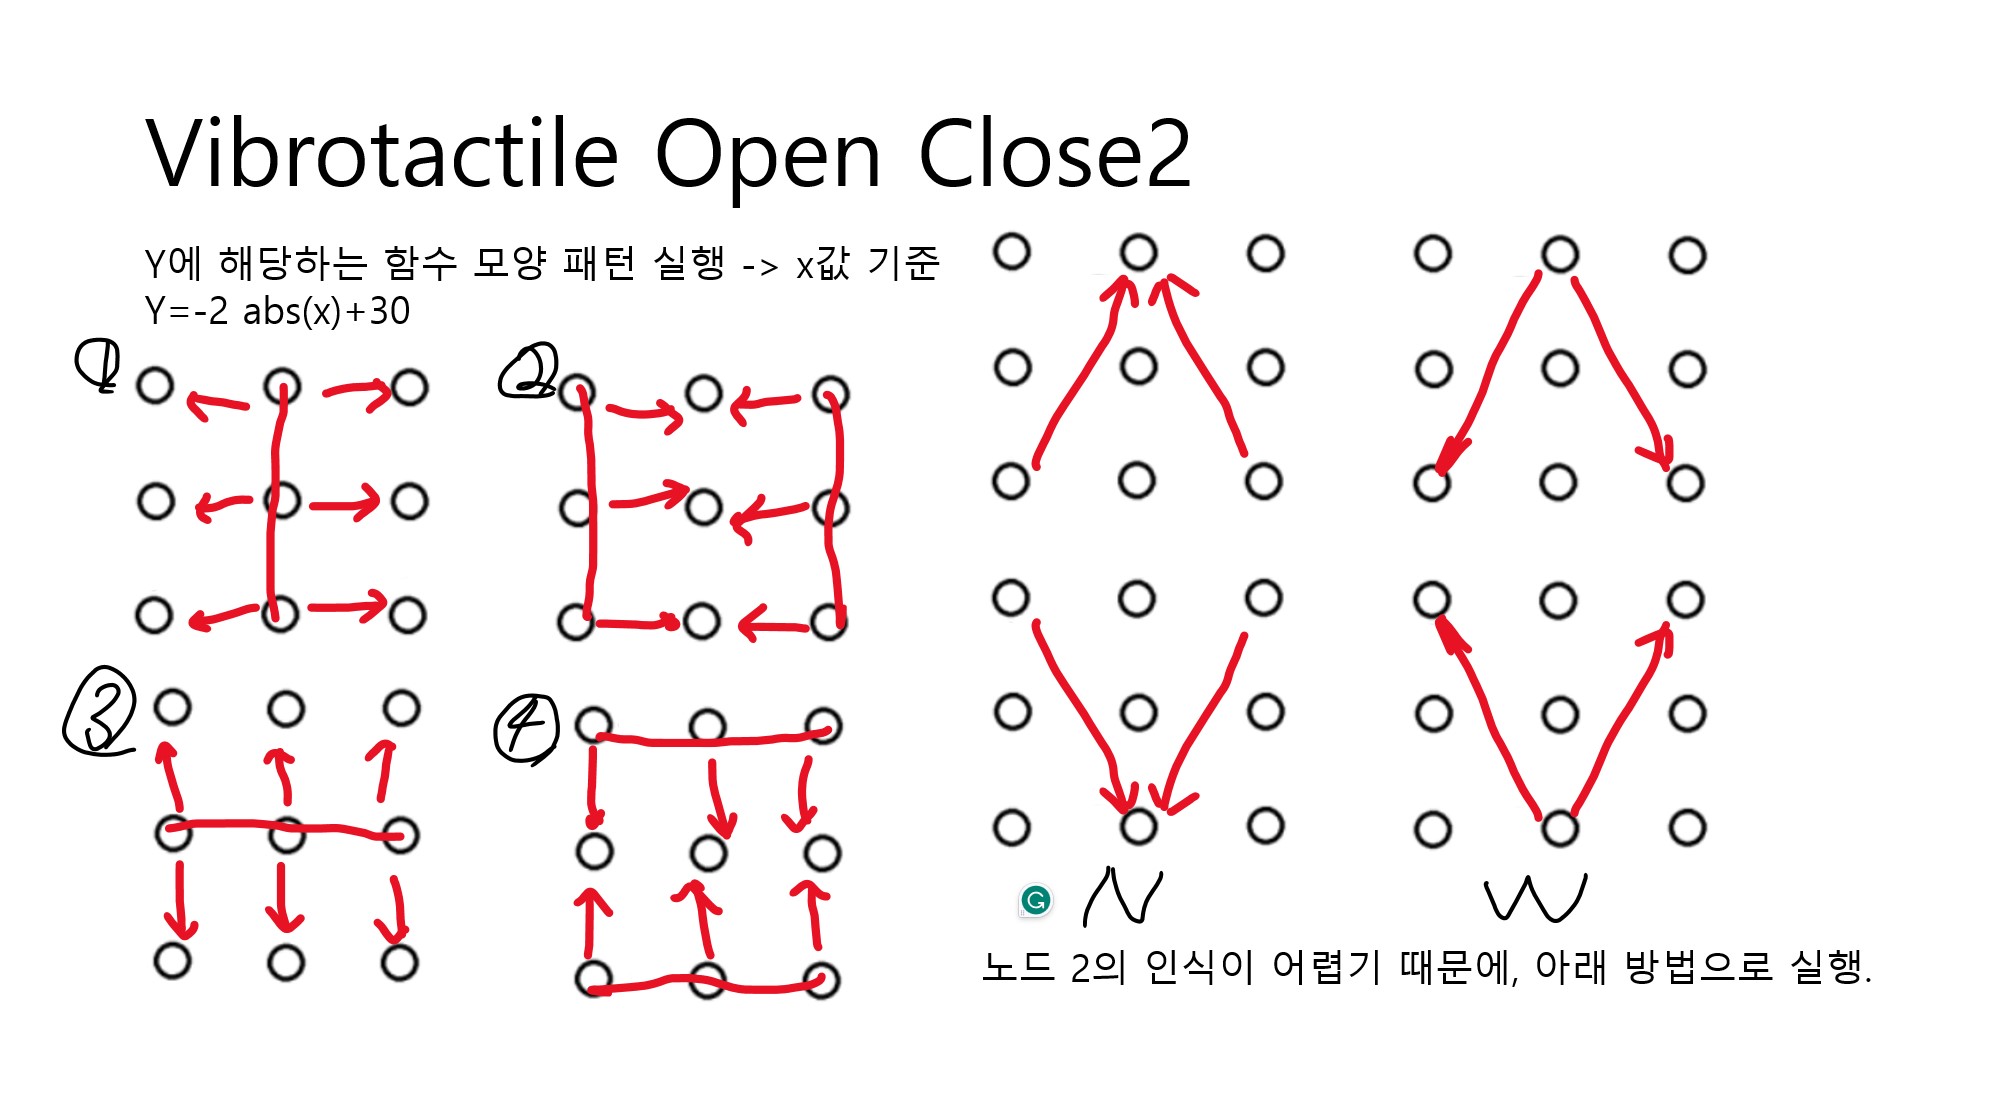 Vibrotactile Open Close2
Y에 해당하는 함수 모양 패턴 실행 -> x값 기준
Y=-2 abs(x)+30
1
2
3
4
N
W
노드 2의 인식이 어렵기 때문에, 아래 방법으로 실행.